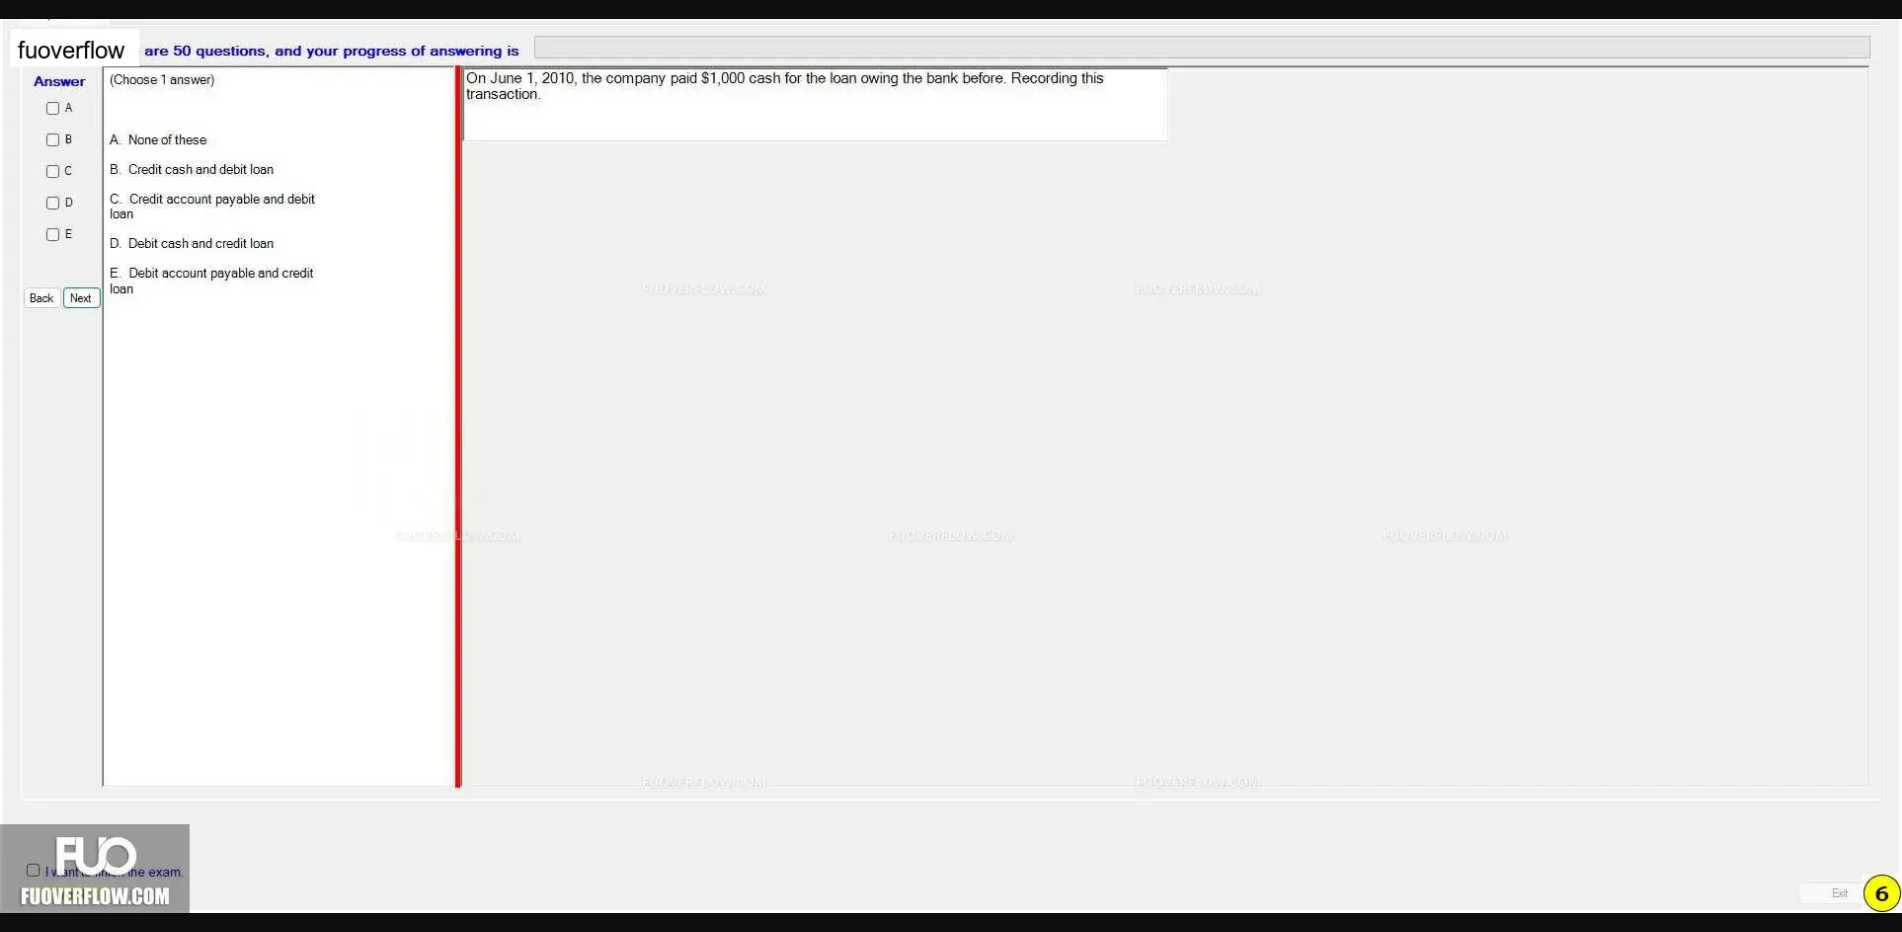 fuoverflow are 50 questions, and your progress of answering is
Answer
(Choose 1 answer)
On June 1, 2010, the company paid $1,000 cash for the loan owing the bank before. Recording this
transaction.
A
B
C
D
E
A. None of these
B. Credit cash and debit loan
C. Credit account payable and debit
loan
D. Debit cash and credit loan
E. Debit account payable and credit
loan
Back Next
FUOVERFLOW.COM FUOVERFLOW.COM
FUOVERFLOW.COM FUOVERFLOW.COM FUOVERFLOW.COM
FUOVERFLOW.COM FUOVERFLOW.COM
FUO
I want the exam.
FUOVERFLOW.COM
Exit 6